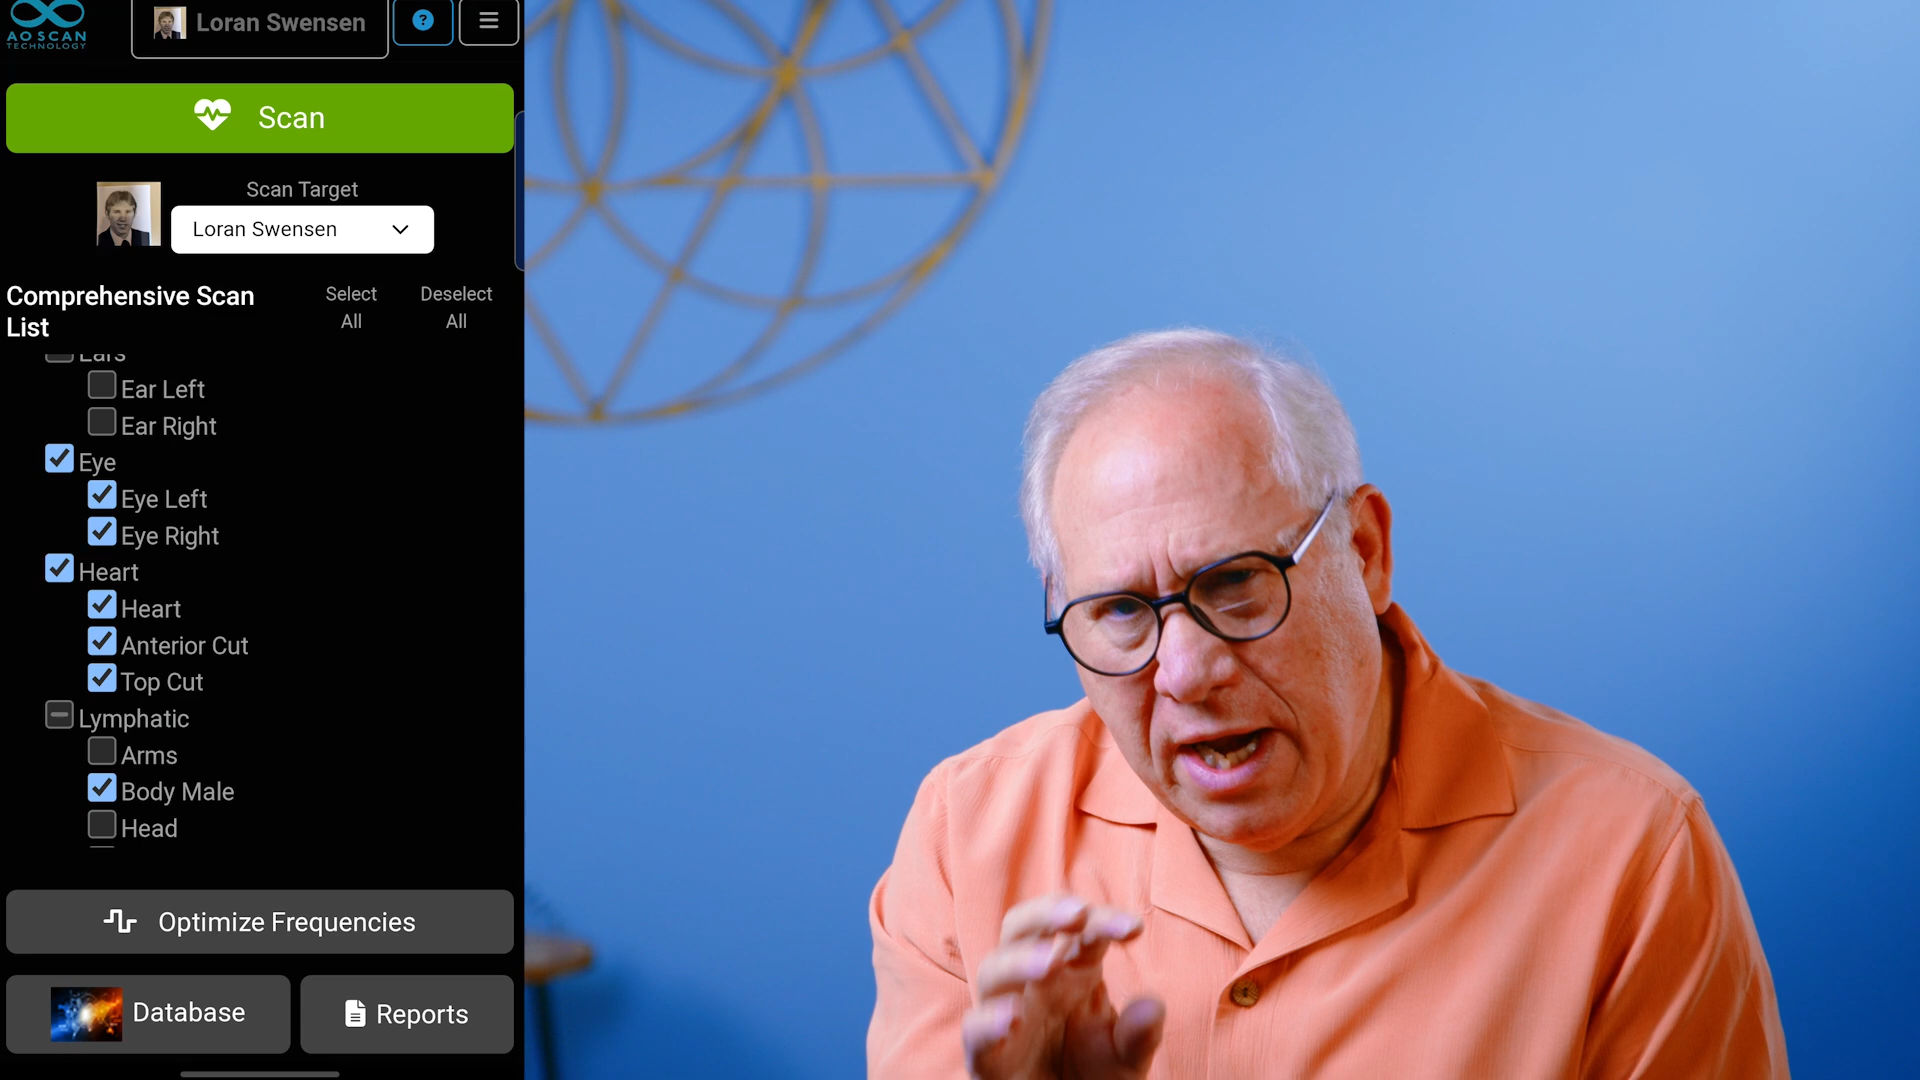 AO SCAN
TECHNOLOGY
Loran Swensen
?
Scan
Scan Target
Loran Swensen
Comprehensive Scan
List
Select
All
Deselect
All
Ears
Ear Left
Ear Right
Eye
Eye Left
Eye Right
Heart
Heart
Anterior Cut
Top Cut
Lymphatic
Arms
Body Male
Head
Optimize Frequencies
Database
Reports